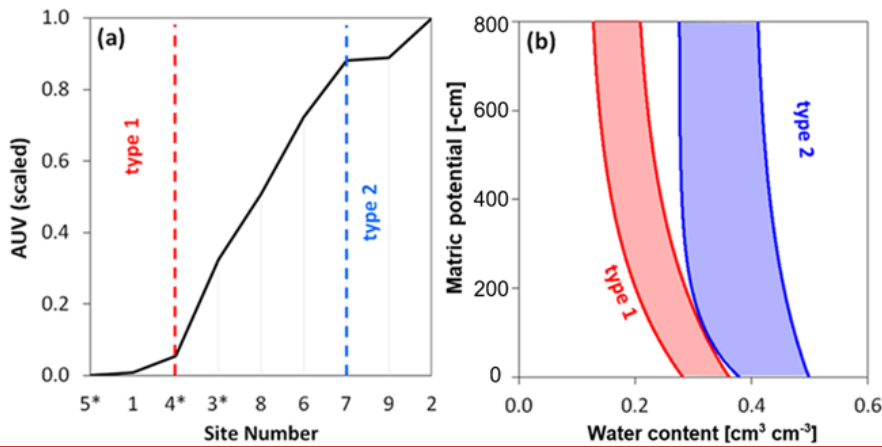 (a)
AUV (scaled)
1.0
0.8
0.6
0.4
0.2
0.0
type 1
type 2
5* 1 4* 3* 8 6 7 9 2
Site Number
(b)
Matric potential [-cm]
800
600
400
200
0
type 1
type 2
0.0 0.2 0.4 0.6
Water content [cm³ cm⁻³]